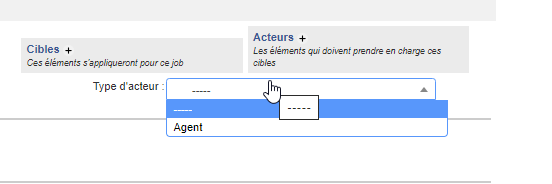 Cibles +
Ces éléments s'appliqueront pour ce job
Acteurs +
Les éléments qui doivent prendre en charge ces
cibles
Type d'acteur : -----
-----
-----
Agent